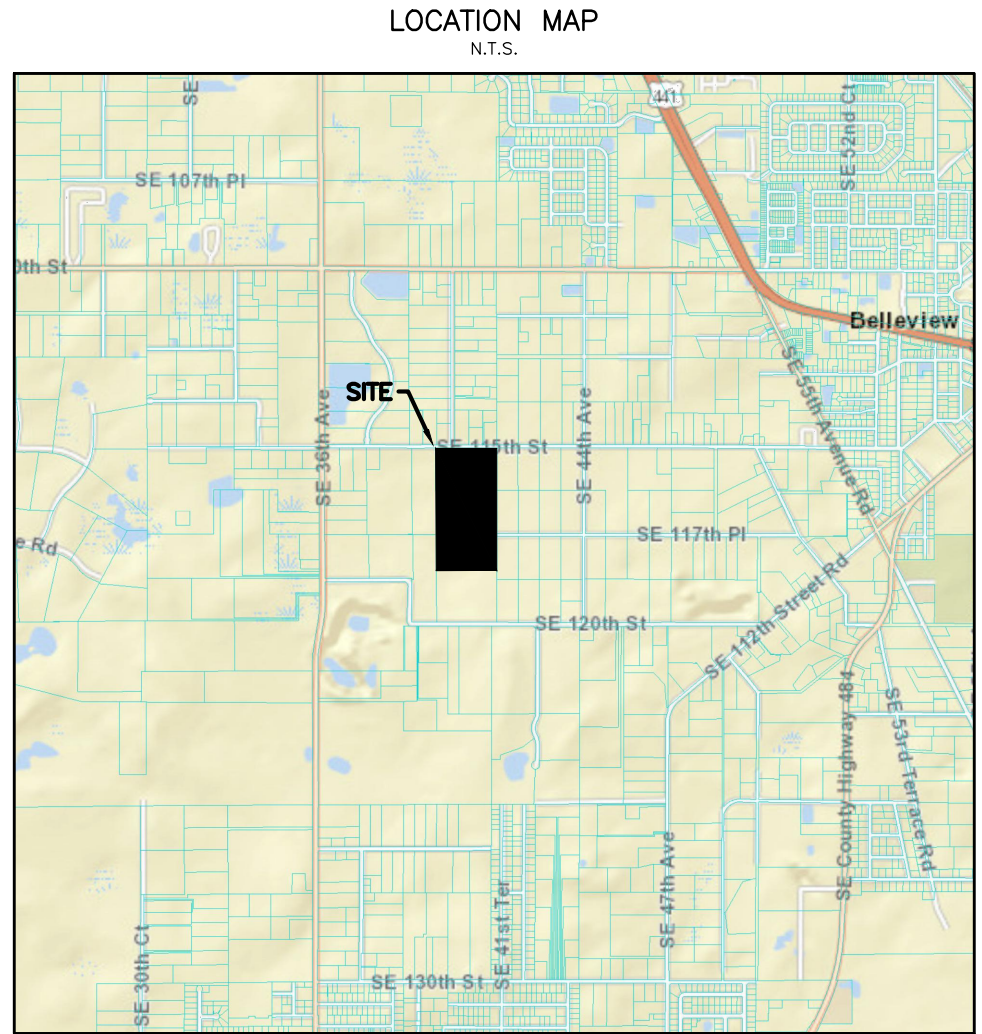 LOCATION MAP
N.T.S.
SE
441
SE 52nd Ct
SE 107th Pl
0th St
Belleview
SE 55th Avenue Rd
SITE
SE 36th Ave
SE 115th St
SE 44th Ave
SE 117th Pl
e Rd
SE 120th St
SE 112th Street Rd
SE County Highway 484
SE 53rd Terrace Rd
SE 47th Ave
SE 41st Ter
SE 30th Ct
SE 130th St